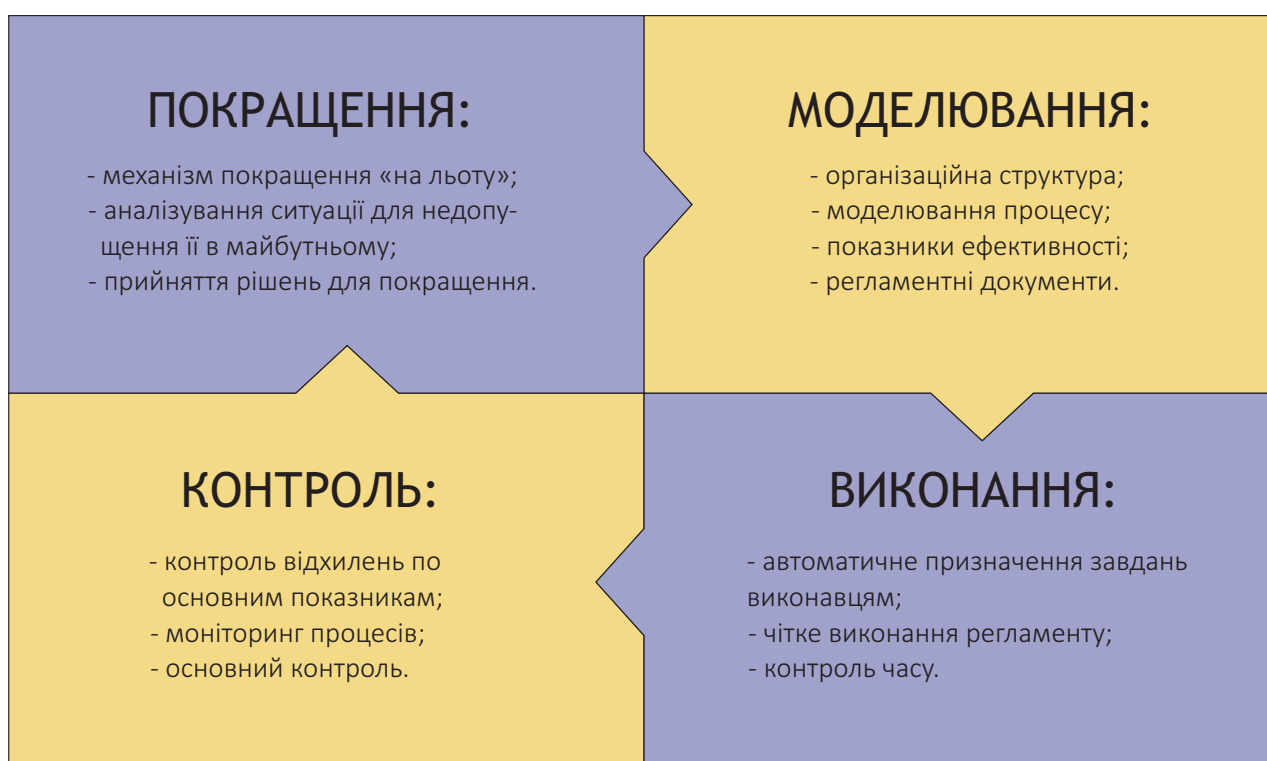 ПОКРАЩЕННЯ:
- механізм покращення «на льоту»;
- аналізування ситуації для недопу-
щення її в майбутньому;
- прийняття рішень для покращення.
МОДЕЛЮВАННЯ:
- організаційна структура;
- моделювання процесу;
- показники ефективності;
- регламентні документи.
КОНТРОЛЬ:
- контроль відхилень по
основним показникам;
- моніторинг процесів;
- основний контроль.
ВИКОНАННЯ:
- автоматичне призначення завдань
виконавцям;
- чітке виконання регламенту;
- контроль часу.